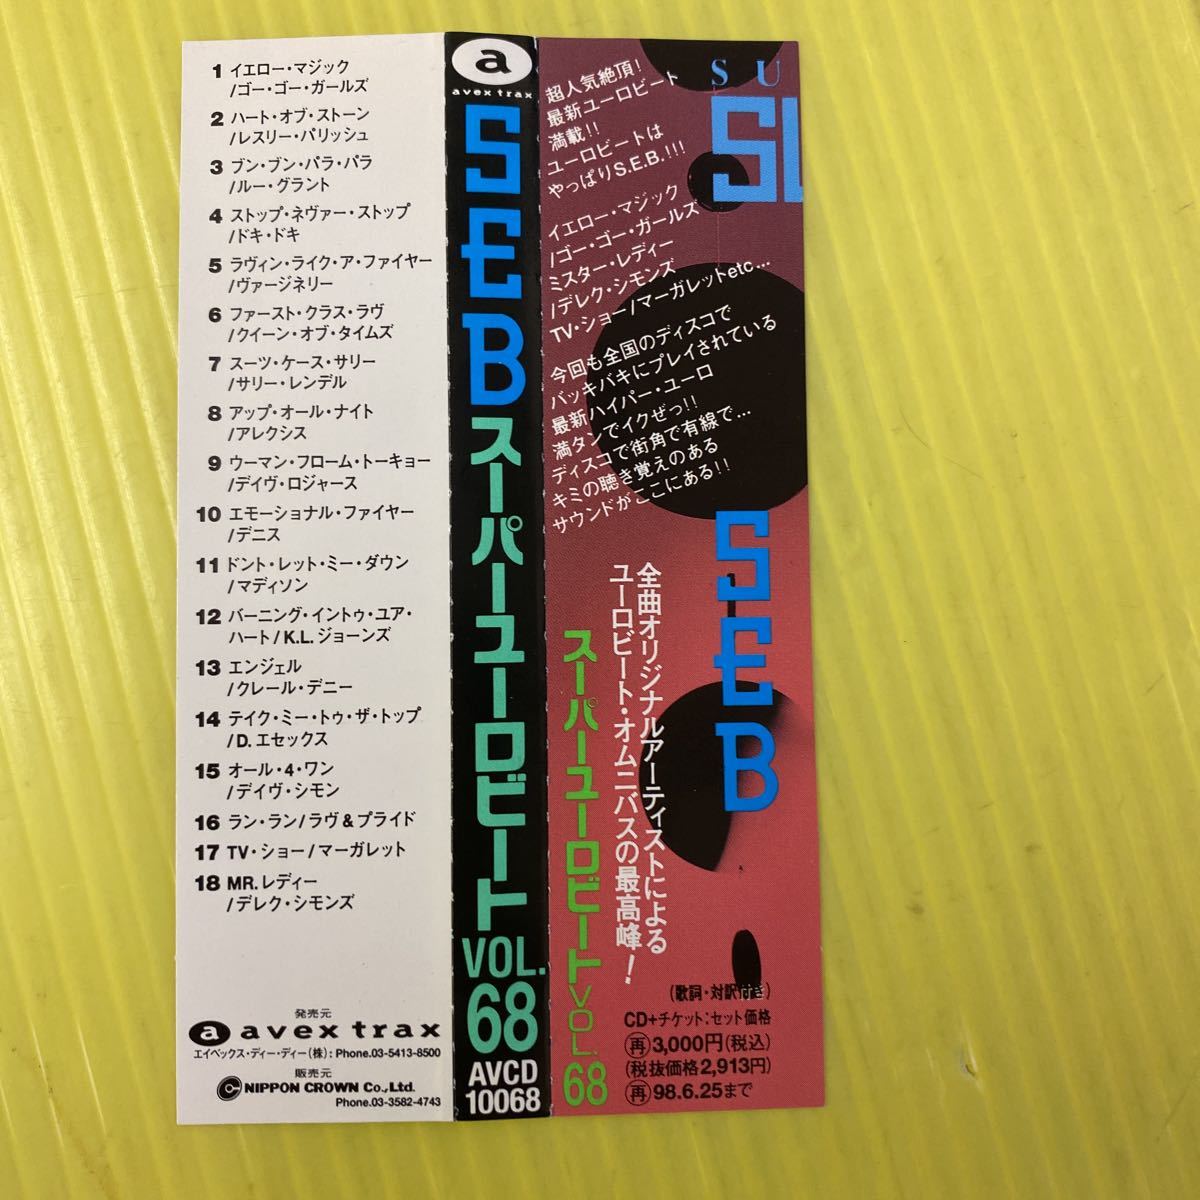 1 イエロー・マジック
/ゴー・ゴー・ガールズ
2 ハート・オブ・ストーン
/レスリー・パリッシュ
3 ブン・ブン・パラ・パラ
/ルー・グラント
4 ストップ・ネヴァー・ストップ
/ドキ・ドキ
5 ラヴィン・ライク・ア・ファイヤー
/ヴァージネリー
6 ファースト・クラス・ラヴ
/クイーン・オブ・タイムズ
7 スーツ・ケース・サリー
/サリー・レンデル
8 アップ・オール・ナイト
/アレクシス
9 ウーマン・フローム・トーキョー
/デイヴ・ロジャース
10 エモーショナル・ファイヤー
/デニス
11 ドント・レット・ミー・ダウン
/マディソン
12 バーニング・イントゥ・ユア・
ハート/K.L.ジョーンズ
13 エンジェル
/クレール・デニー
14 テイク・ミー・トゥ・ザ・トップ
/D.エセックス
15 オール・4・ワン
/デイヴ・シモン
16 ラン・ラン/ラヴ&プライド
17 TV・ショー/マーガレット
18 MR.レディー
/デレク・シモンズ
発売元
a avex trax
エイベックス・ディー・ディー(株):Phone.03-5413-8500
販売元
NIPPON CROWN Co.,Ltd.
Phone.03-3582-4743
a
avex trax
SEB
スーパーユーロビート
VOL.
68
AVCD
10068
超人気絶頂!
最新ユーロビート
満載!!
ユーロビートは
やっぱりS.E.B.!!!
イエロー・マジック
/ゴー・ゴー・ガールズ
ミスター・レディー
/デレク・シモンズ
TV・ショー/マーガレットetc...
今回も全国のディスコで
バッキバキにプレイされている
最新ハイパー・ユーロ
満タンでイクぜっ!!
ディスコで街角で有線で...
キミの聴き覚えのある
サウンドがここにある!!
SU
SEB
全曲オリジナルアーティストによる
ユーロビート・オムニバスの最高峰!
スーパーユーロビートVOL.68
(歌詞・対訳付き)
CD+チケット:セット価格
再3,000円(税込)
(税抜価格2,913円)
再98.6.25まで